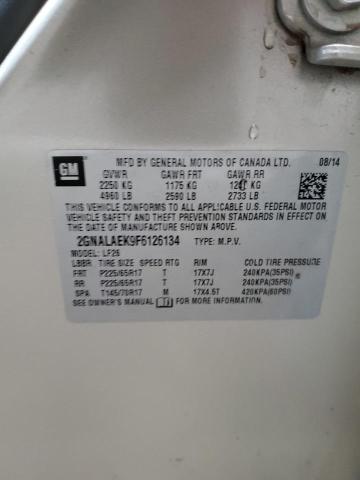 GM
MFD BY GENERAL MOTORS OF CANADA LTD. 08/14
GVWR GAWR FRT GAWR RR
2250 KG 1175 KG KG
4960 LB 2590 LB 2733 LB
THIS VEHICLE CONFORMS TO ALL APPLICABLE U.S. FEDERAL MOTOR
VEHICLE SAFETY, BUMPER, AND THEFT PREVENTION STANDARDS IN EFFECT ON
THE DATE OF MANUFACTURE SHOWN ABOVE.
2GNALAEK9F6126134 TYPE: M.P.V.
MODEL: LF26
TIRE SIZE SPEED RTG RIM COLD TIRE PRESSURE
FRT P225/65R17 T 17X7J 240KPA(35PSI)
RR P225/65R17 T 17X7J 240KPA(35PSI)
SPA T145/70R17 M 17X4.5T 420KPA(60PSI)
SEE OWNER'S MANUAL FOR MORE INFORMATION.